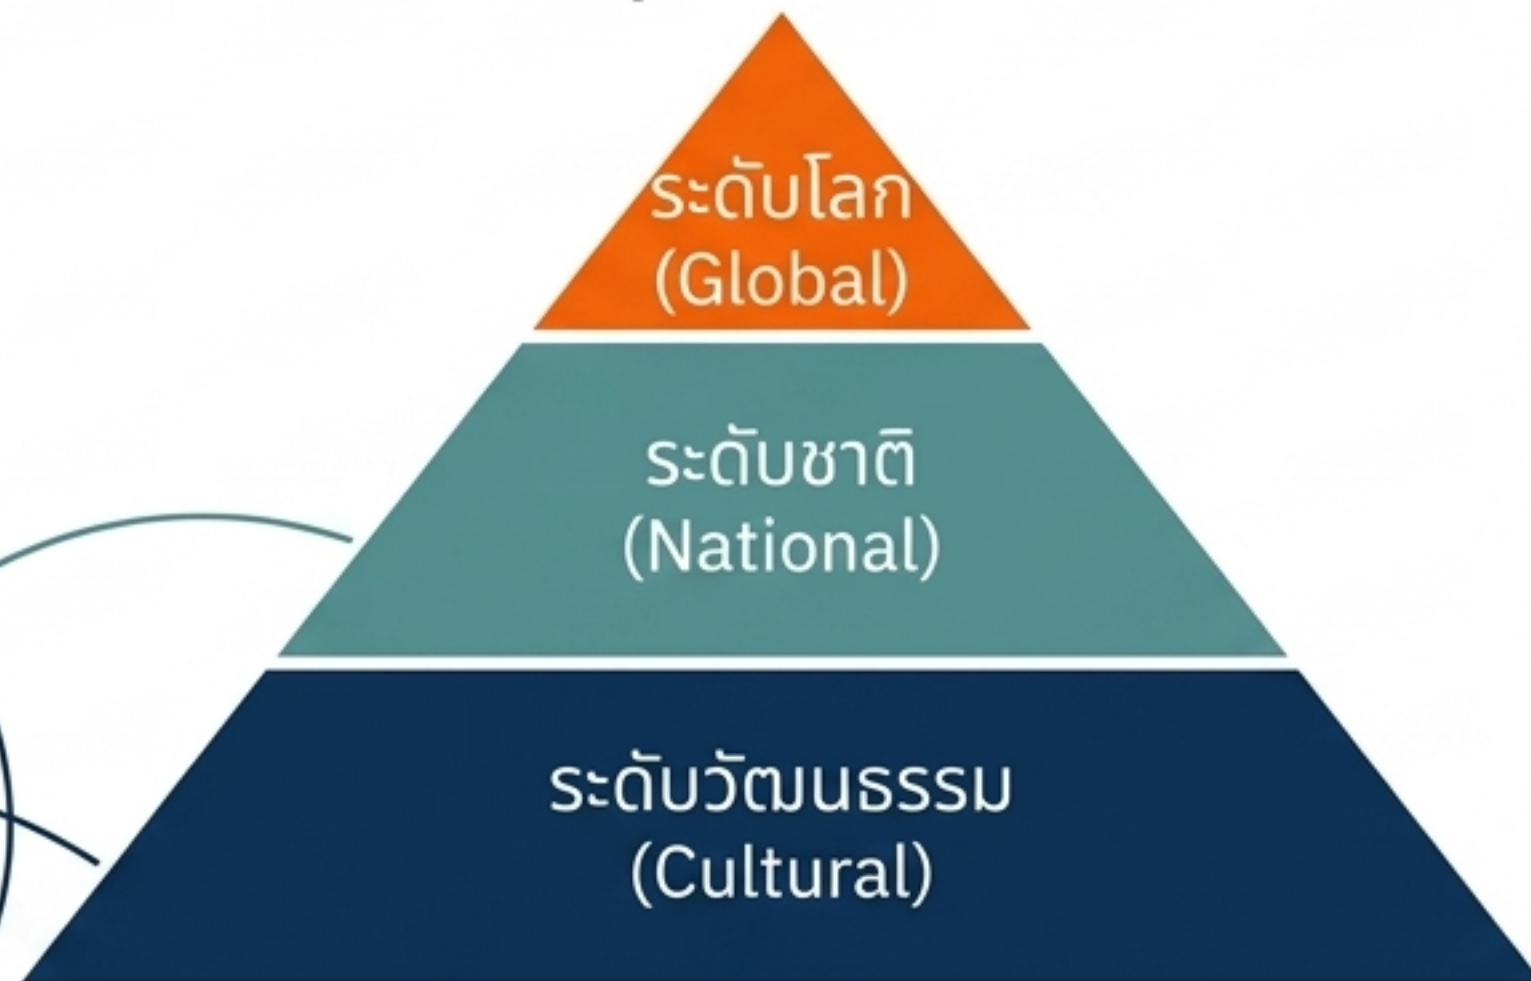 ระดับโลก
(Global)
ระดับชาติ
(National)
ระดับวัฒนธรรม
(Cultural)